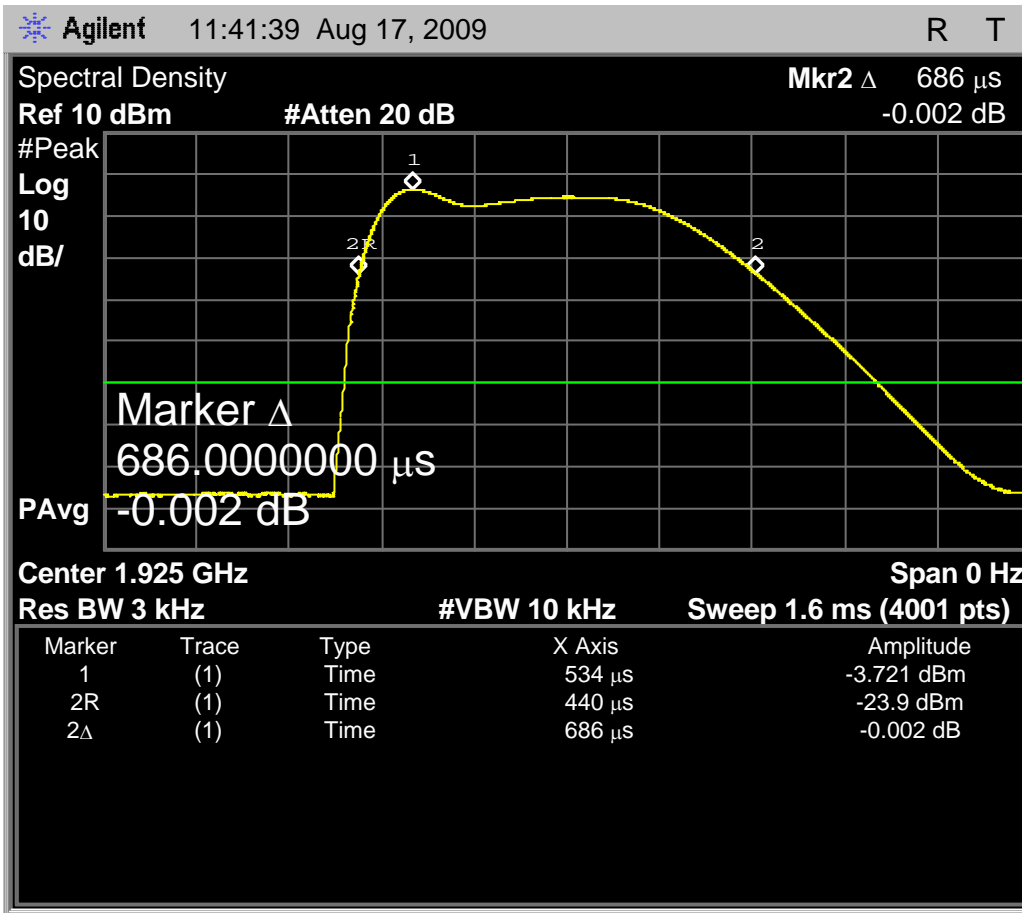 Agilent 11:41:39 Aug 17, 2009 R T
Spectral Density Mkr2 Δ 686 μs
Ref 10 dBm #Atten 20 dB -0.002 dB
#Peak
Log
10
dB/
1
2R 2
Marker Δ
686.0000000 μs
-0.002 dB
PAvg
Center 1.925 GHz Span 0 Hz
Res BW 3 kHz #VBW 10 kHz Sweep 1.6 ms (4001 pts)
Marker Trace Type X Axis Amplitude
1 (1) Time 534 μs -3.721 dBm
2R (1) Time 440 μs -23.9 dBm
2Δ (1) Time 686 μs -0.002 dB